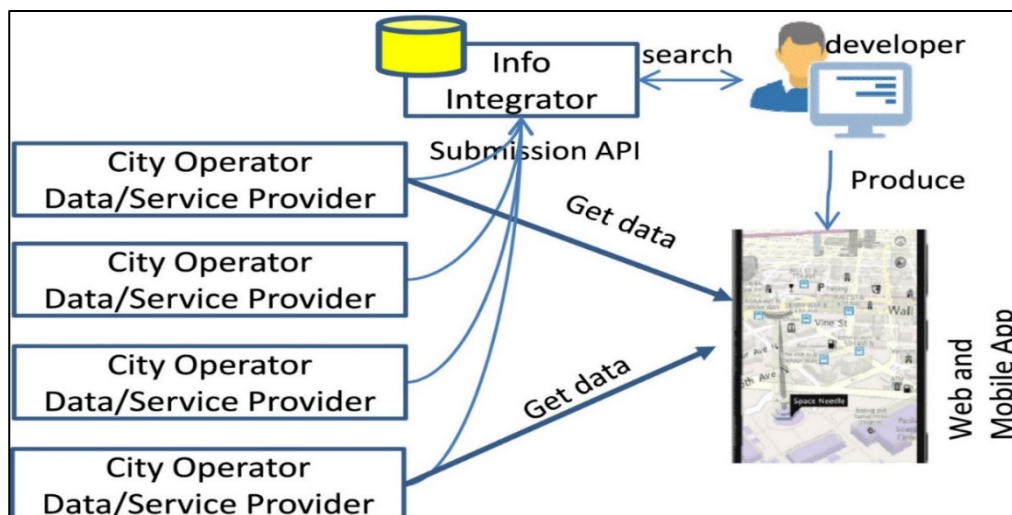 Info
Integrator
search
developer
Submission API
City Operator
Data/Service Provider
City Operator
Data/Service Provider
City Operator
Data/Service Provider
City Operator
Data/Service Provider
Get data
Get data
Produce
Web and
Mobile App
P
Wall
Vine St
Ave N
Space Needle